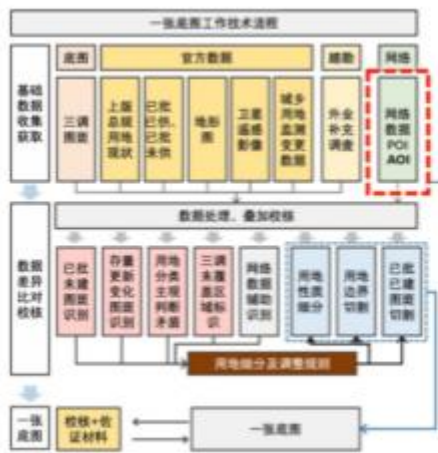 一张底图工作技术流程
基础
数据
收集
获取
底图
官方数据
辅助
网络
三调
图斑
上版
总规
用地
现状
已批
已供、
已批
未供
地形
图
卫星
遥感
影像
城乡
用地
监测
变更
数据
外业
补充
调查
网络
数据
POI
AOI
数据处理、叠加校核
数据
差异
比对
校核
已批
未建
图斑
识别
存量
更新
变化
图斑
识别
用地
分类
主观
判断
矛盾
三调
未覆
盖区
域标
识
网络
数据
辅助
识别
用地
性质
细分
用地
边界
切割
已批
已建
图斑
切割
用地细分及调整规则
一张
底图
校核+佐
证材料
一张底图